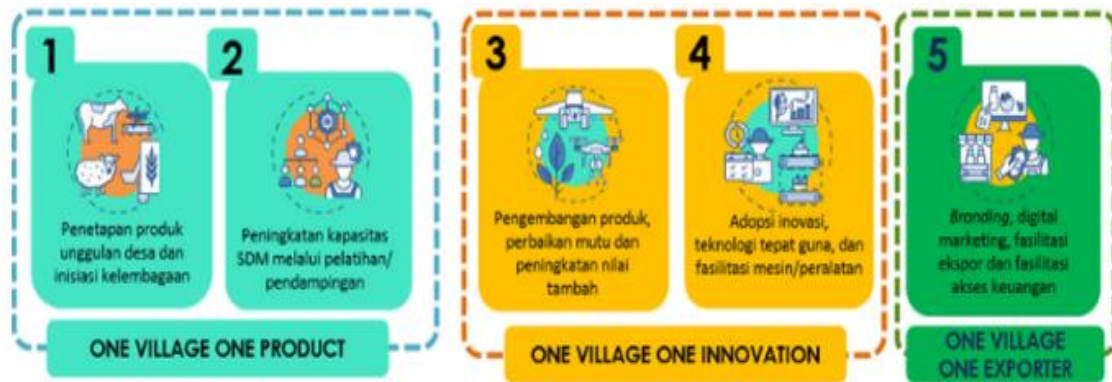 1
Penetapan produk
unggulan desa dan
inisiasi kelembagaan
2
Peningkatan kapasitas
SDM melalui pelatihan/
pendampingan
ONE VILLAGE ONE PRODUCT
3
Pengembangan produk,
perbaikan mutu dan
peningkatan nilai
tambah
4
Adopsi inovasi,
teknologi tepat guna, dan
fasilitasi mesin/peralatan
ONE VILLAGE ONE INNOVATION
5
Branding, digital
marketing, fasilitasi
ekspor dan fasilitasi
akses keuangan
ONE VILLAGE
ONE EXPORTER